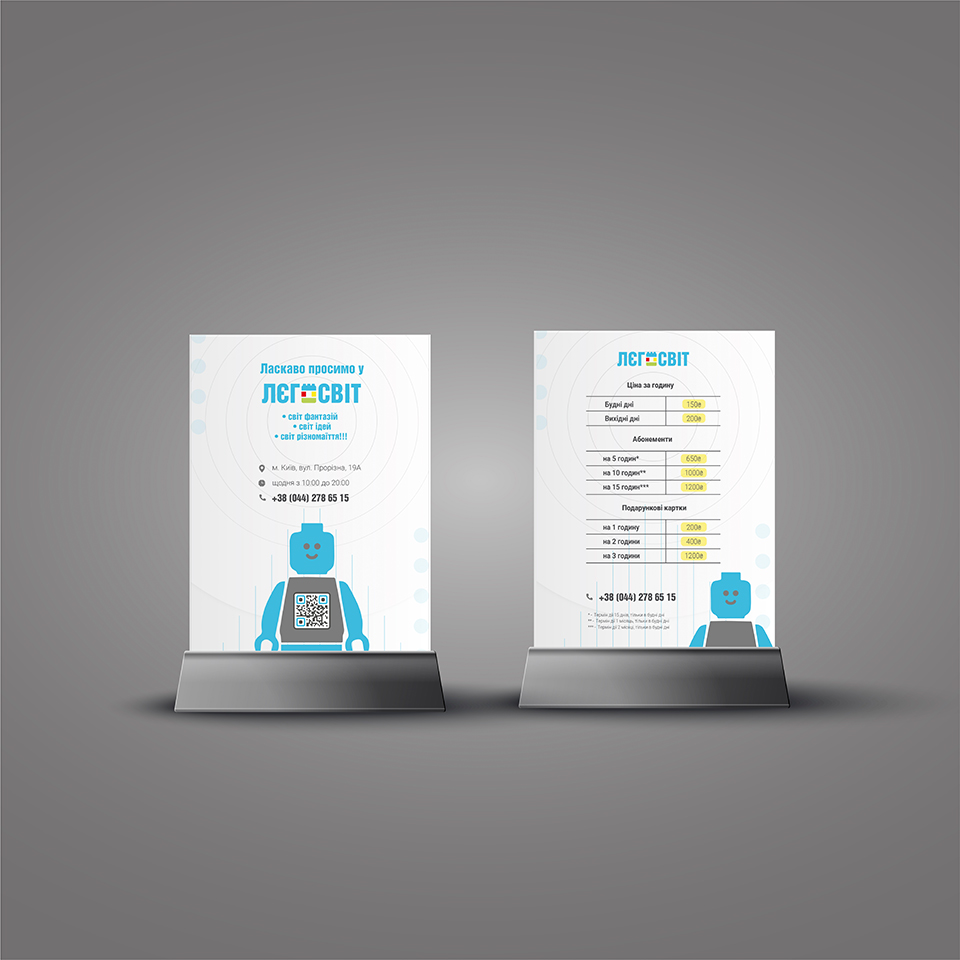 Ласкаво просимо у
ЛЄГОСВІТ
• світ фантазій
• світ ідей
• світ різномаїття!!!
м. Київ, вул. Прорізна, 19А
щодня з 10:00 до 20:00
+38 (044) 278 65 15
ЛЄГОСВІТ
Ціна за годину
Будні дні 150₴
Вихідні дні 200₴
Абонементи
на 5 годин* 650₴
на 10 годин** 1000₴
на 15 годин*** 1200₴
Подарункові картки
на 1 годину 200₴
на 2 години 400₴
на 3 години 1200₴
+38 (044) 278 65 15
* - Термін дії 15 днів, тільки в будні дні
** - Термін дії 1 місяць, тільки в будні дні
*** - Термін дії 2 місяці, тільки в будні дні